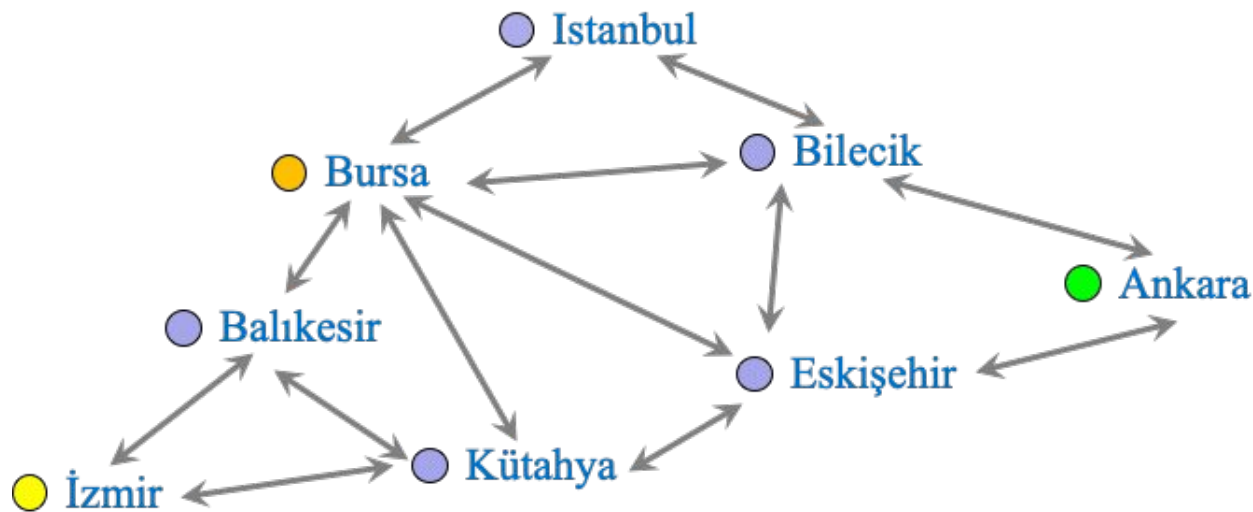 Istanbul
Bilecik
Bursa
Ankara
Balıkesir
Eskişehir
Kütahya
İzmir